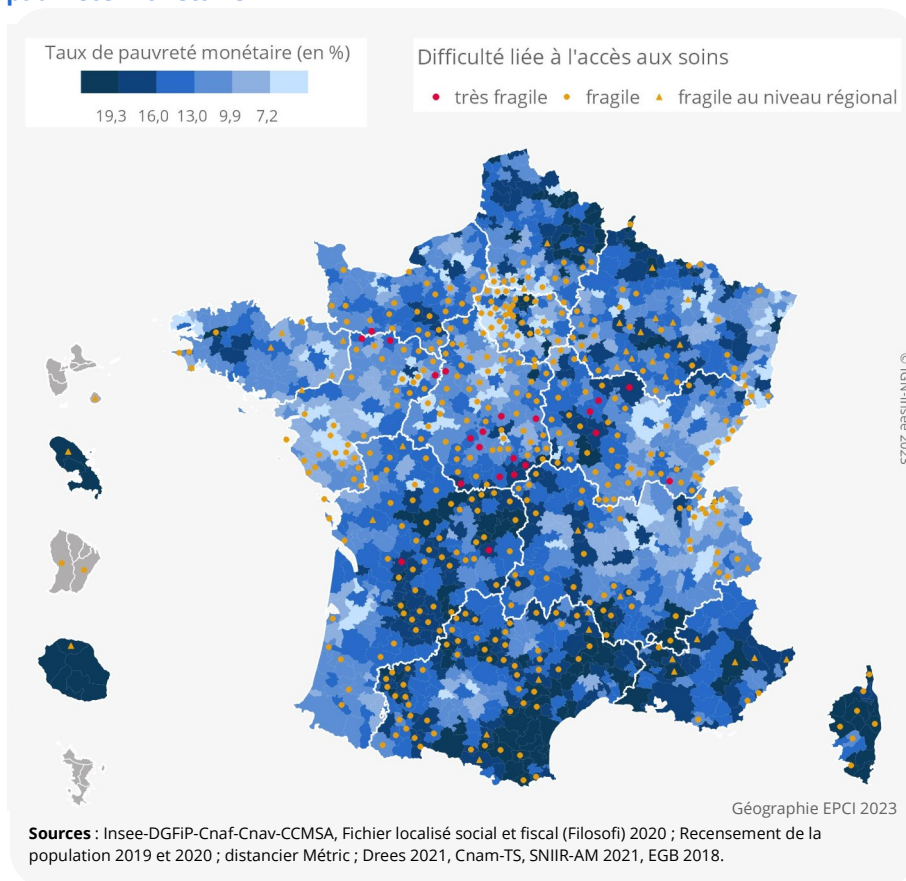 Taux de pauvreté monétaire (en %)
19,3 16,0 13,0 9,9 7,2
Difficulté liée à l'accès aux soins
très fragile fragile fragile au niveau régional
© IGN-Insee 2023
Géographie EPCI 2023
Sources : Insee-DGFiP-Cnaf-Cnav-CCMSA, Fichier localisé social et fiscal (Filosofi) 2020 ; Recensement de la
population 2019 et 2020 ; distancier Métric ; Drees 2021, Cnam-TS, SNIIR-AM 2021, EGB 2018.